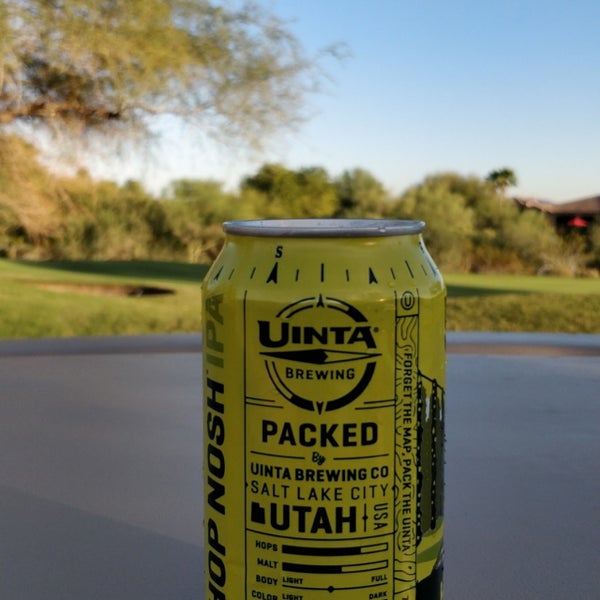 S
HOP NOSH IPA
UINTA
BREWING
PACKED
By
UINTA BREWING CO
SALT LAKE CITY
UTAH USA
HOPS
MALT
BODY LIGHT FULL
COLOR LIGHT DARK
FORGET THE MAP, PACK THE UINTA